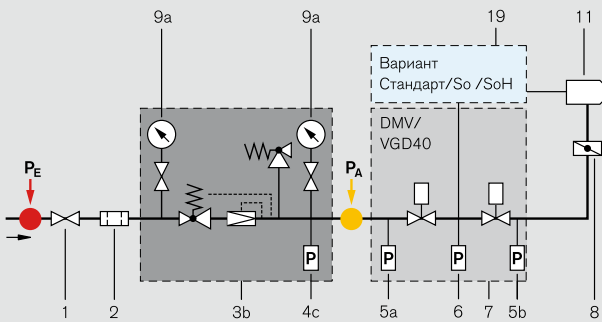 9a
9a
19
11
Вариант
Стандарт/So /SoH
DMV/
VGD40
PE
PA
P
P
P
P
1
2
3b
4c
5a
6
7
5b
8